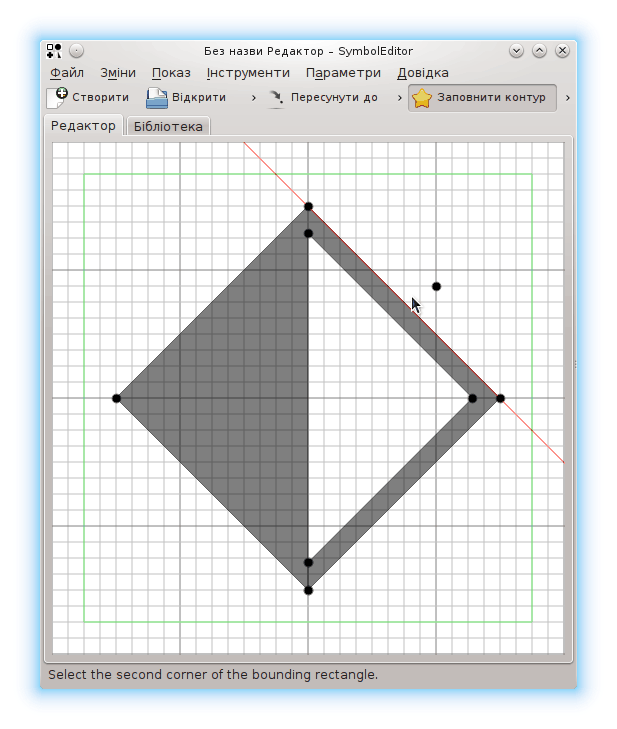 Без назви Редактор – SymbolEditor
Файл Зміни Показ Інструменти Параметри Довідка
Створити Відкрити Пересунути до Заповнити контур
Редактор Бібліотека
Select the second corner of the bounding rectangle.